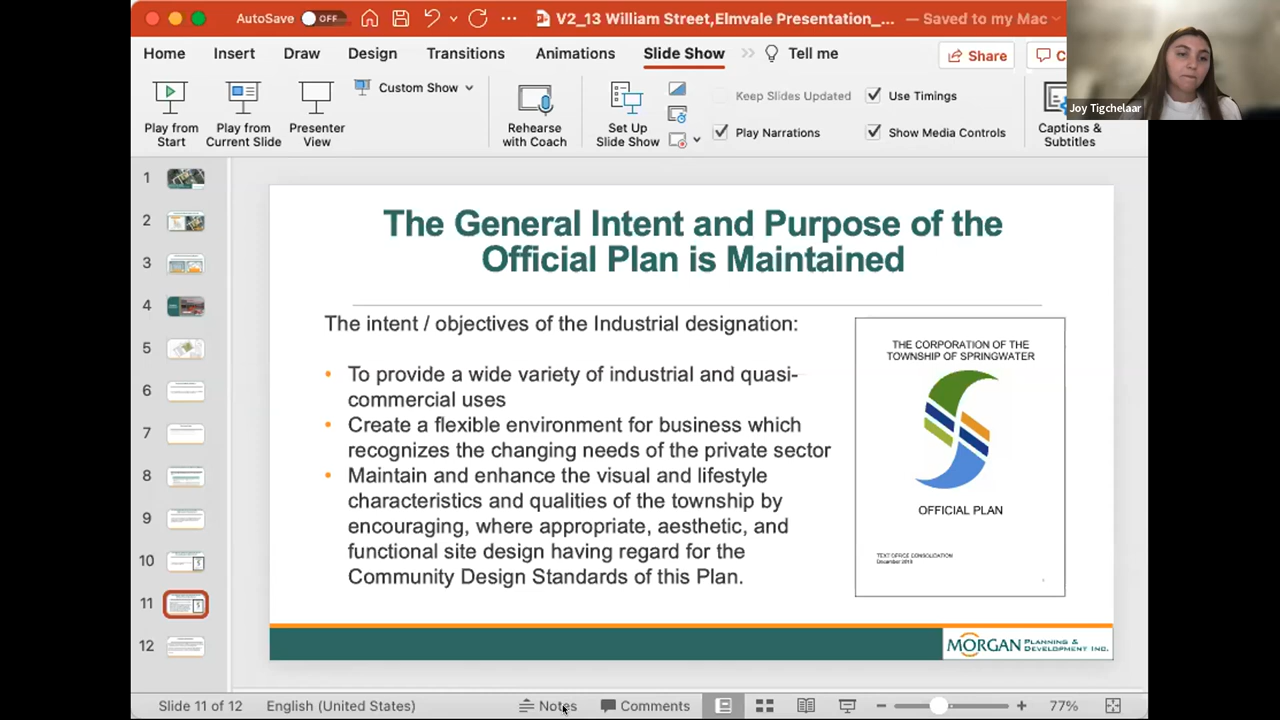 AutoSave OFF V2_13 William Street,Elmvale Presentation_... — Saved to my Mac
Home Insert Draw Design Transitions Animations Slide Show Tell me Share C
Joy Tigchelaar
Custom Show
Keep Slides Updated Use Timings
Play Narrations Show Media Controls
Play from Start
Play from Current Slide
Presenter View
Rehearse with Coach
Set Up Slide Show
Captions & Subtitles
1
2
3
4
5
6
7
8
9
10
11
12
The General Intent and Purpose of the
Official Plan is Maintained
The intent / objectives of the Industrial designation:
• To provide a wide variety of industrial and quasi-
commercial uses
• Create a flexible environment for business which
recognizes the changing needs of the private sector
• Maintain and enhance the visual and lifestyle
characteristics and qualities of the township by
encouraging, where appropriate, aesthetic, and
functional site design having regard for the
Community Design Standards of this Plan.
THE CORPORATION OF THE
TOWNSHIP OF SPRINGWATER
OFFICIAL PLAN
TEXT OFFICE CONSOLIDATION
MORGAN PLANNING &
DEVELOPMENT INC.
Slide 11 of 12 English (United States) Notes Comments 77%